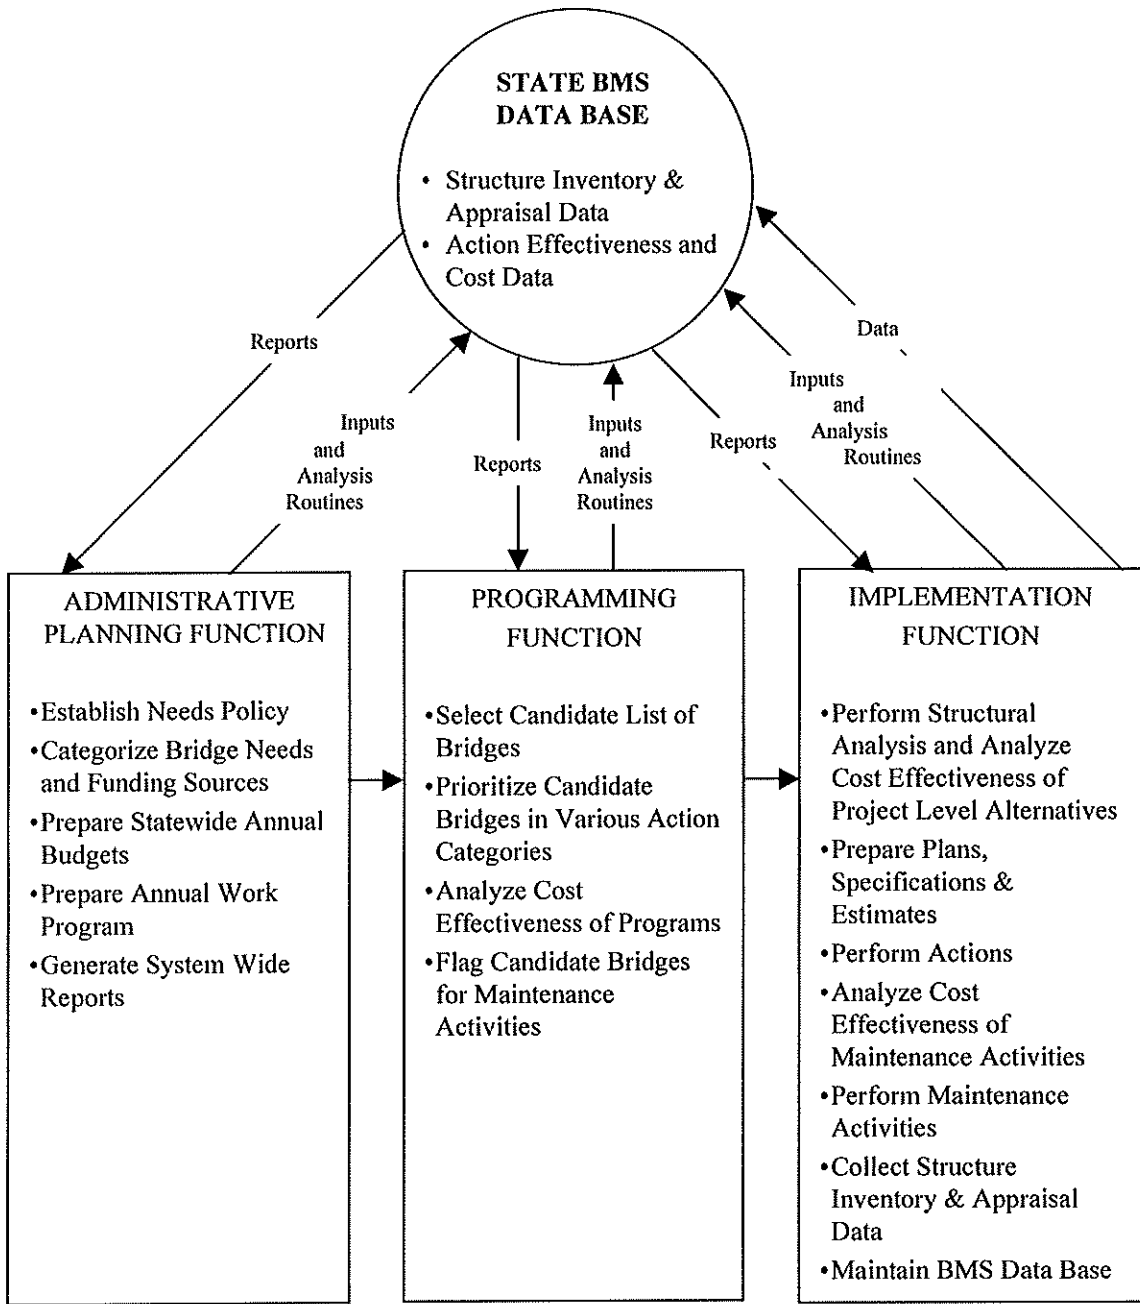 STATE BMS
DATA BASE
• Structure Inventory &
Appraisal Data
• Action Effectiveness and
Cost Data
Reports
Inputs
and
Analysis
Routines
Reports
Inputs
and
Analysis
Routines
Reports
Inputs
and
Analysis
Routines
Data
ADMINISTRATIVE
PLANNING FUNCTION
•Establish Needs Policy
•Categorize Bridge Needs
and Funding Sources
•Prepare Statewide Annual
Budgets
•Prepare Annual Work
Program
•Generate System Wide
Reports
PROGRAMMING
FUNCTION
•Select Candidate List of
Bridges
•Prioritize Candidate
Bridges in Various Action
Categories
•Analyze Cost
Effectiveness of Programs
•Flag Candidate Bridges
for Maintenance
Activities
IMPLEMENTATION
FUNCTION
•Perform Structural
Analysis and Analyze
Cost Effectiveness of
Project Level Alternatives
•Prepare Plans,
Specifications &
Estimates
•Perform Actions
•Analyze Cost
Effectiveness of
Maintenance Activities
•Perform Maintenance
Activities
•Collect Structure
Inventory & Appraisal
Data
•Maintain BMS Data Base